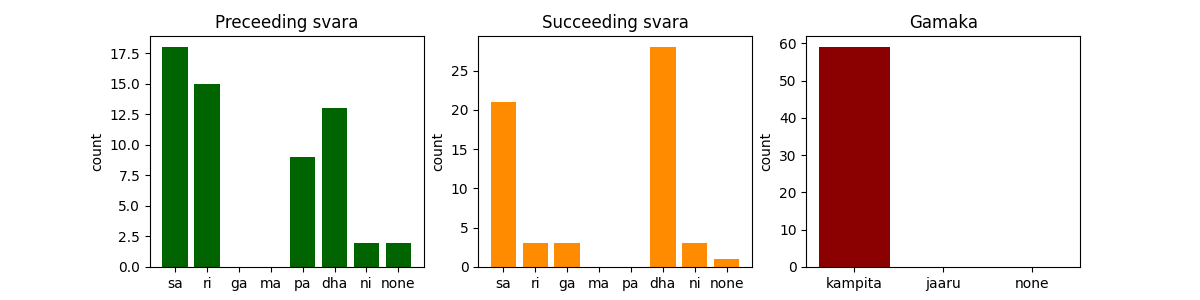 Preceeding svara
count
17.5
15.0
12.5
10.0
7.5
5.0
2.5
0.0
sa ri ga ma pa dha ni none
Succeeding svara
count
25
20
15
10
5
0
sa ri ga ma pa dha ni none
Gamaka
count
60
50
40
30
20
10
0
kampita jaaru none